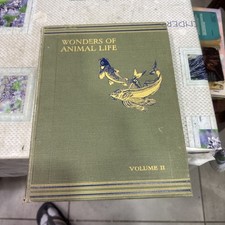 WONDERS OF
ANIMAL LIFE
VOLUME II